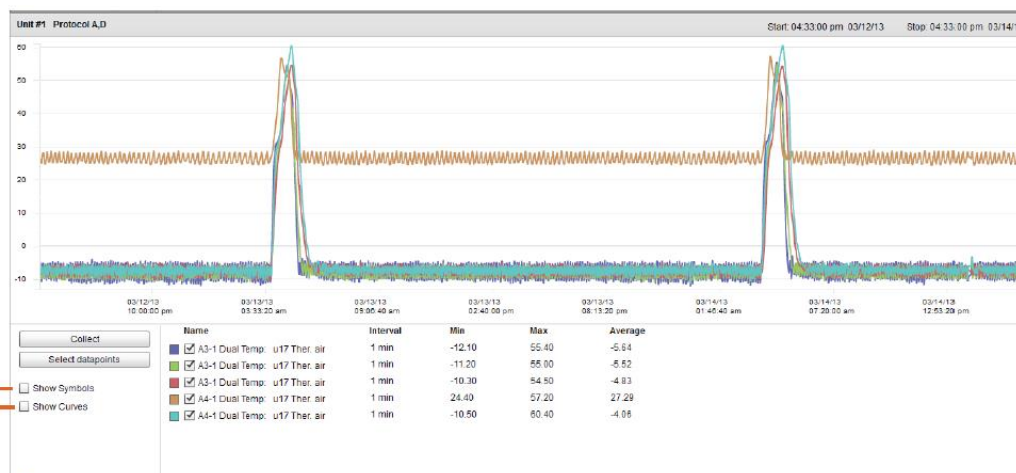 Unit #1 Protocol A,D
Start: 04:33:00 pm 03/12/13 Stop: 04:33:00 pm 03/14/1
60
50
40
30
20
10
0
-10
03/12/13 03/13/13 03/13/13 03/13/13 03/13/13 03/14/13 03/14/13 03/14/13
10:00:00 pm 03:33:20 am 09:06:40 am 02:40:00 pm 08:13:20 pm 01:46:40 am 07:20:00 am 12:53:20 pm
Collect
Select datapoints
Show Symbols
Show Curves
Name Interval Min Max Average
A3-1 Dual Temp: u17 Ther. air 1 min -12.10 55.40 -5.64
A3-1 Dual Temp: u17 Ther. air 1 min -11.20 55.00 -5.52
A3-1 Dual Temp: u17 Ther. air 1 min -10.30 54.50 -4.83
A4-1 Dual Temp: u17 Ther. air 1 min 24.40 57.20 27.29
A4-1 Dual Temp: u17 Ther. air 1 min -10.50 60.40 -4.06